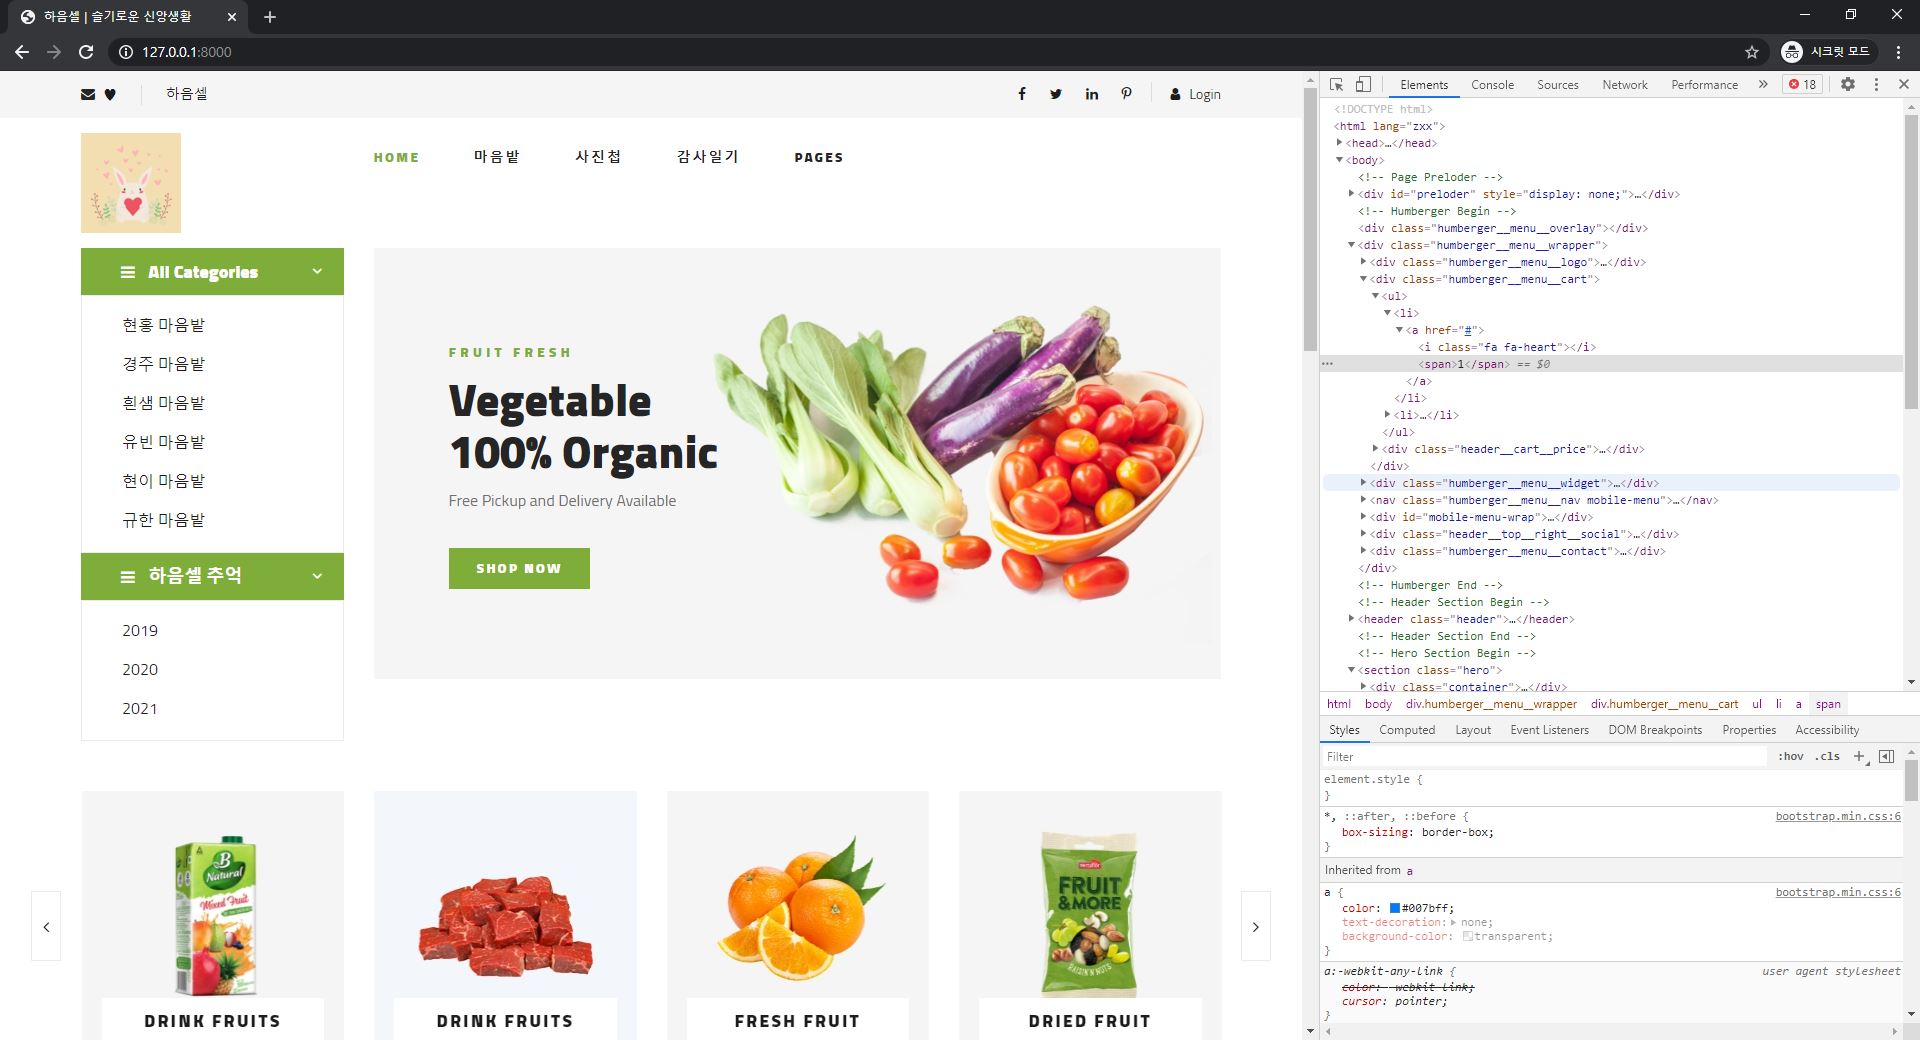 하음셀 | 슬기로운 신앙생활
127.0.0.1:8000
시크릿 모드
하음셀
Login
HOME
마음밭
사진첩
감사일기
PAGES
All Categories
현홍 마음밭
경주 마음밭
흰샘 마음밭
유빈 마음밭
현이 마음밭
규한 마음밭
하음셀 추억
2019
2020
2021
FRUIT FRESH
Vegetable
100% Organic
Free Pickup and Delivery Available
SHOP NOW
B
Natural
Mixed Fruit
FRUIT
&MORE
RAISIN N NUTS
DRINK FRUITS
DRINK FRUITS
FRESH FRUIT
DRIED FRUIT
Elements Console Sources Network Performance » 18
<!DOCTYPE html>
<html lang="zxx">
<head>…</head>
<body>
<!-- Page Preloder -->
<div id="preloder" style="display: none;">…</div>
<!-- Humberger Begin -->
<div class="humberger__menu__overlay"></div>
<div class="humberger__menu__wrapper">
<div class="humberger__menu__logo">…</div>
<div class="humberger__menu__cart">
<ul>
<li>
<a href="#">
<i class="fa fa-heart"></i>
<span>1</span> == $0
</a>
</li>
<li>…</li>
</ul>
<div class="header__cart__price">…</div>
</div>
<div class="humberger__menu__widget">…</div>
<nav class="humberger__menu__nav mobile-menu">…</nav>
<div id="mobile-menu-wrap">…</div>
<div class="header__top__right__social">…</div>
<div class="humberger__menu__contact">…</div>
</div>
<!-- Humberger End -->
<!-- Header Section Begin -->
<header class="header">…</header>
<!-- Header Section End -->
<!-- Hero Section Begin -->
<section class="hero">
<div class="container">…</div>
html body div.humberger__menu__wrapper div.humberger__menu__cart ul li a span
Styles Computed Layout Event Listeners DOM Breakpoints Properties Accessibility
Filter :hov .cls +
element.style {
}
*, ::after, ::before { bootstrap.min.css:6
box-sizing: border-box;
}
Inherited from a
a { bootstrap.min.css:6
color: #007bff;
text-decoration: none;
background-color: transparent;
}
a:-webkit-any-link { user agent stylesheet
color: -webkit-link;
cursor: pointer;
}